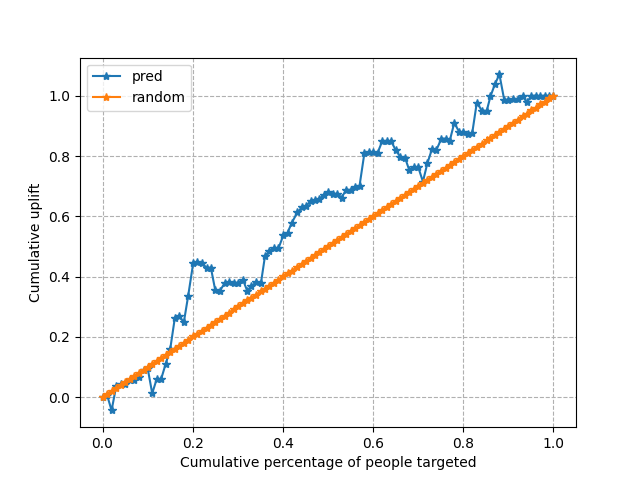 pred
random
1.0
0.8
0.6
0.4
0.2
0.0
Cumulative uplift
0.0 0.2 0.4 0.6 0.8 1.0
Cumulative percentage of people targeted